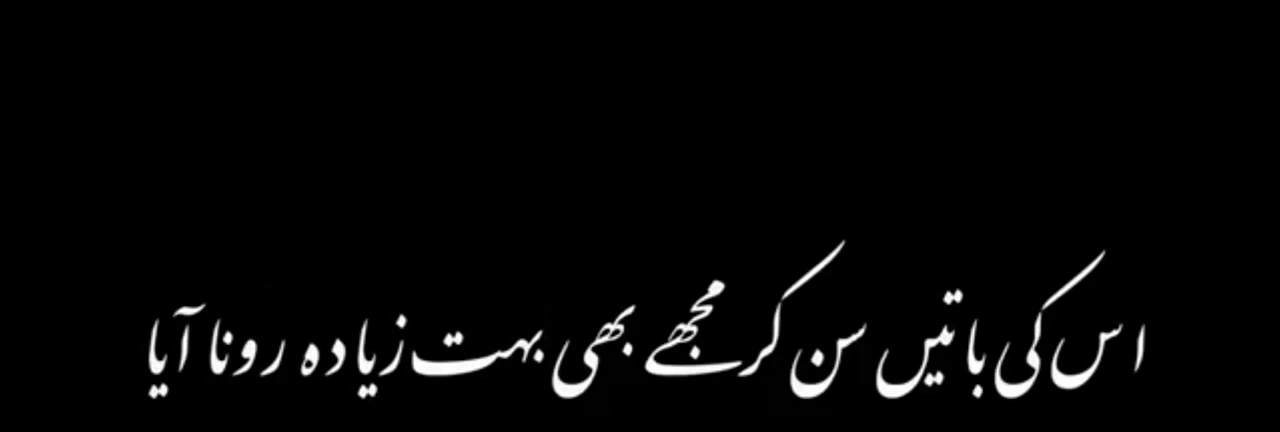 اس کی باتیں سن کر مجھے بھی بہت زیادہ رونا آیا